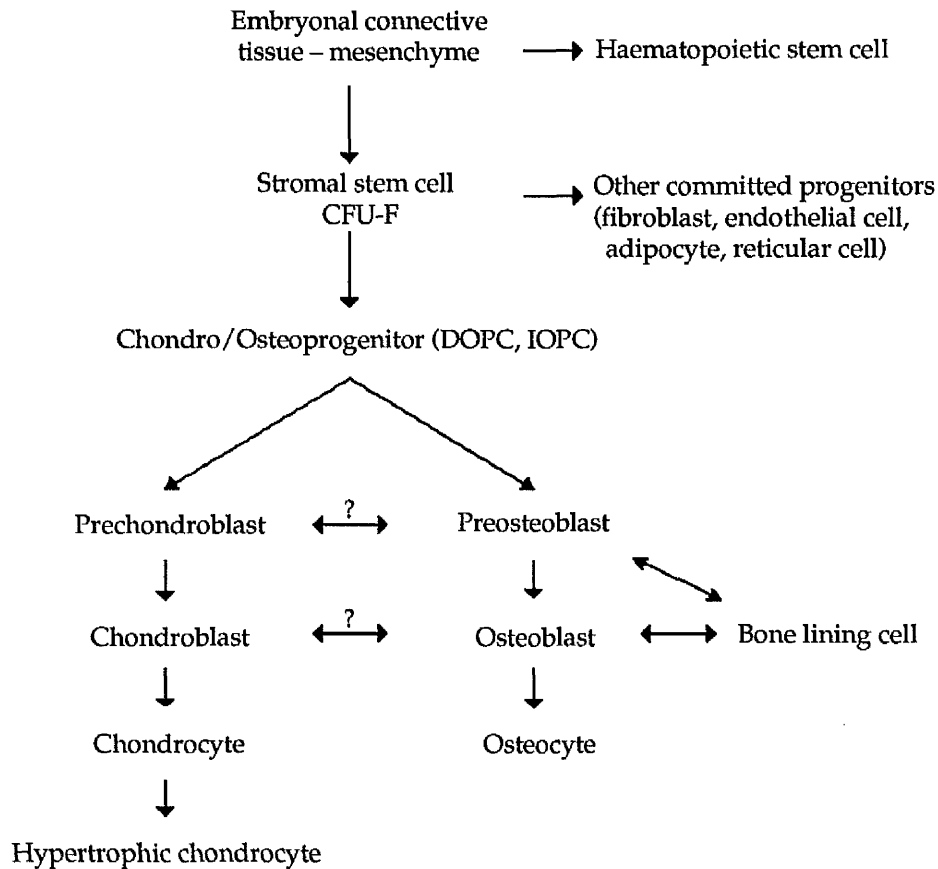 Embryonal connective
tissue – mesenchyme
Haematopoietic stem cell
Stromal stem cell
CFU-F
Other committed progenitors
(fibroblast, endothelial cell,
adipocyte, reticular cell)
Chondro/Osteoprogenitor (DOPC, IOPC)
Prechondroblast
?
Preosteoblast
Chondroblast
?
Osteoblast
Bone lining cell
Chondrocyte
Osteocyte
Hypertrophic chondrocyte